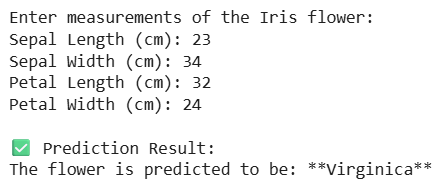 Enter measurements of the Iris flower:
Sepal Length (cm): 23
Sepal Width (cm): 34
Petal Length (cm): 32
Petal Width (cm): 24
✅ Prediction Result:
The flower is predicted to be: **Virginica**